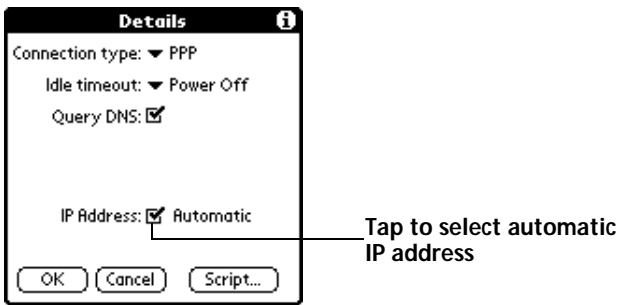 Details
Connection type: PPP
Idle timeout: Power Off
Query DNS:
IP Address: Automatic
Tap to select automatic
IP address
OK Cancel Script...